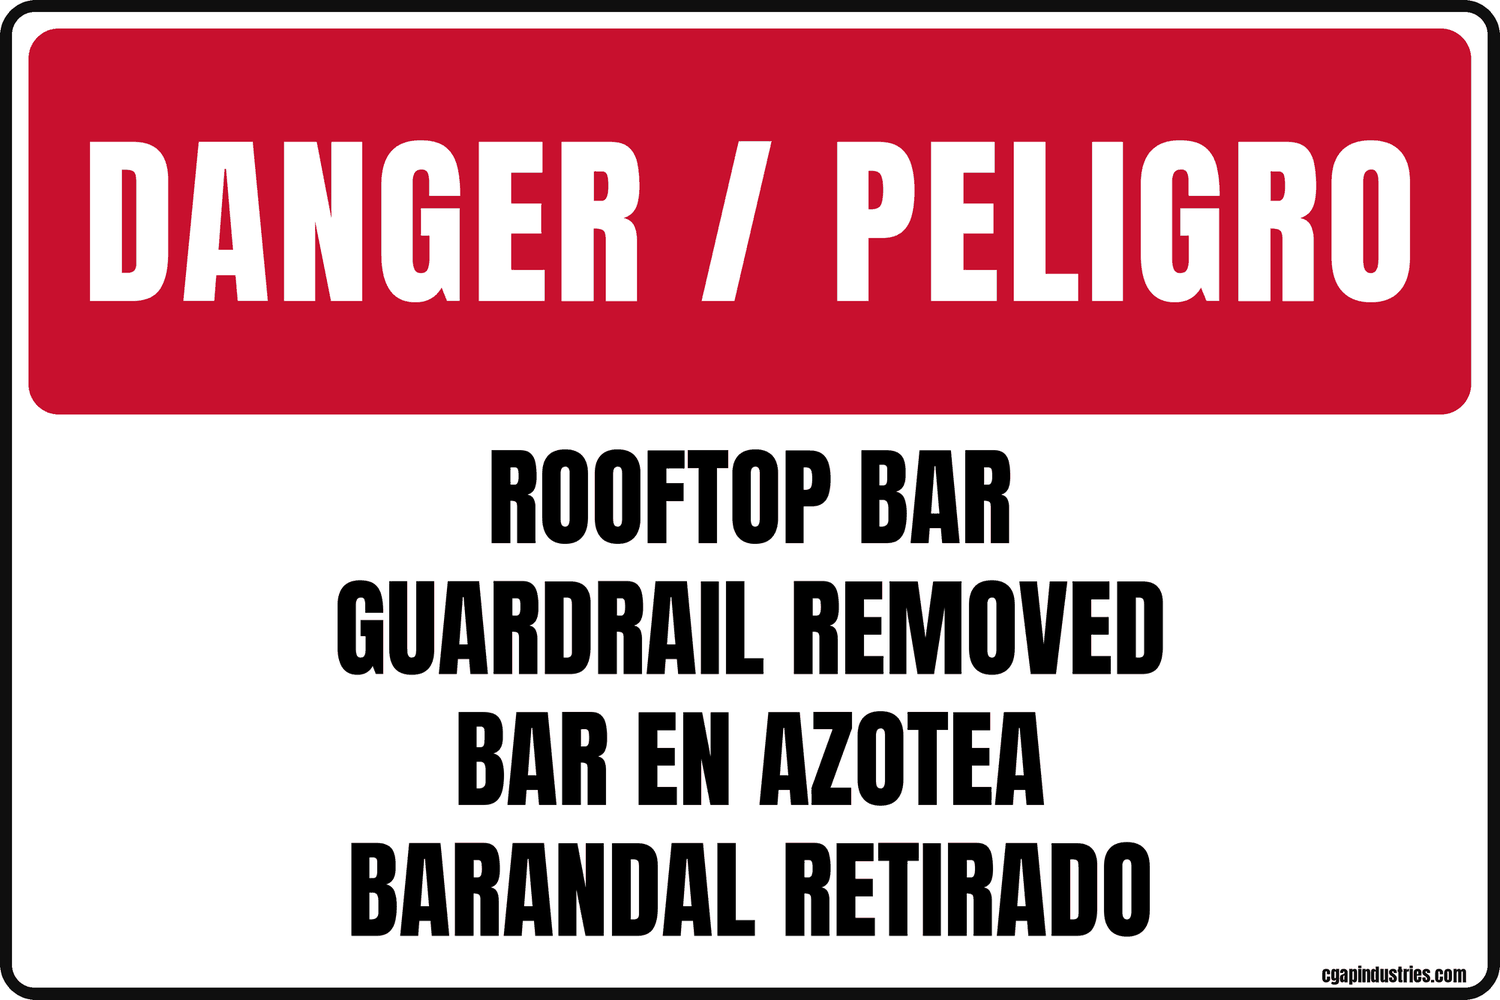 DANGER / PELIGRO
ROOFTOP BAR
GUARDRAIL REMOVED
BAR EN AZOTEA
BARANDAL RETIRADO
cgapindustries.com